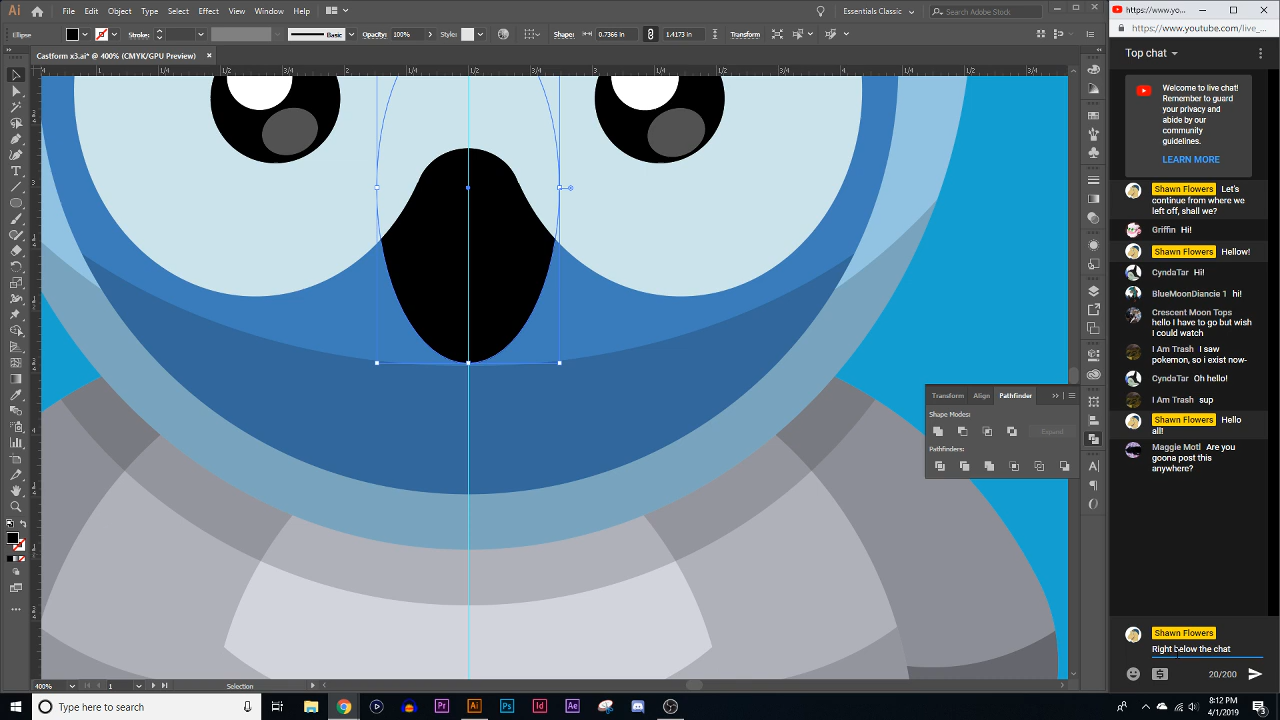 Ai File Edit Object Type Select Effect View Window Help
Essentials Classic
Search Adobe Stock
Ellipse Stroke: Basic Opacity: 100% Style: Shape: 0.7366 in 1.4173 in Transform
Castform x3.ai* @ 400% (CMYK/GPU Preview) ×
Transform Align Pathfinder
Shape Modes:
Expand
Pathfinders:
400% 1 Selection
https://www.yo...
https://www.youtube.com/live_...
Top chat
Welcome to live chat!
Remember to guard
your privacy and
abide by our
community
guidelines.
LEARN MORE
Shawn Flowers Let's
continue from where we
left off, shall we?
Griffin Hi!
Shawn Flowers Hellow!
CyndaTar Hi!
BlueMoonDiancie 1 hi!
Crescent Moon Tops
hello I have to go but wish
I could watch
I Am Trash I saw
pokemon, so i exist now-
CyndaTar Oh hello!
I Am Trash sup
Shawn Flowers Hello
all!
Maggie Motl Are you
gonna post this
anywhere?
Shawn Flowers
Right below the chat
20/200
Type here to search
Pr Ai Ps Id Ae
8:12 PM
4/1/2019